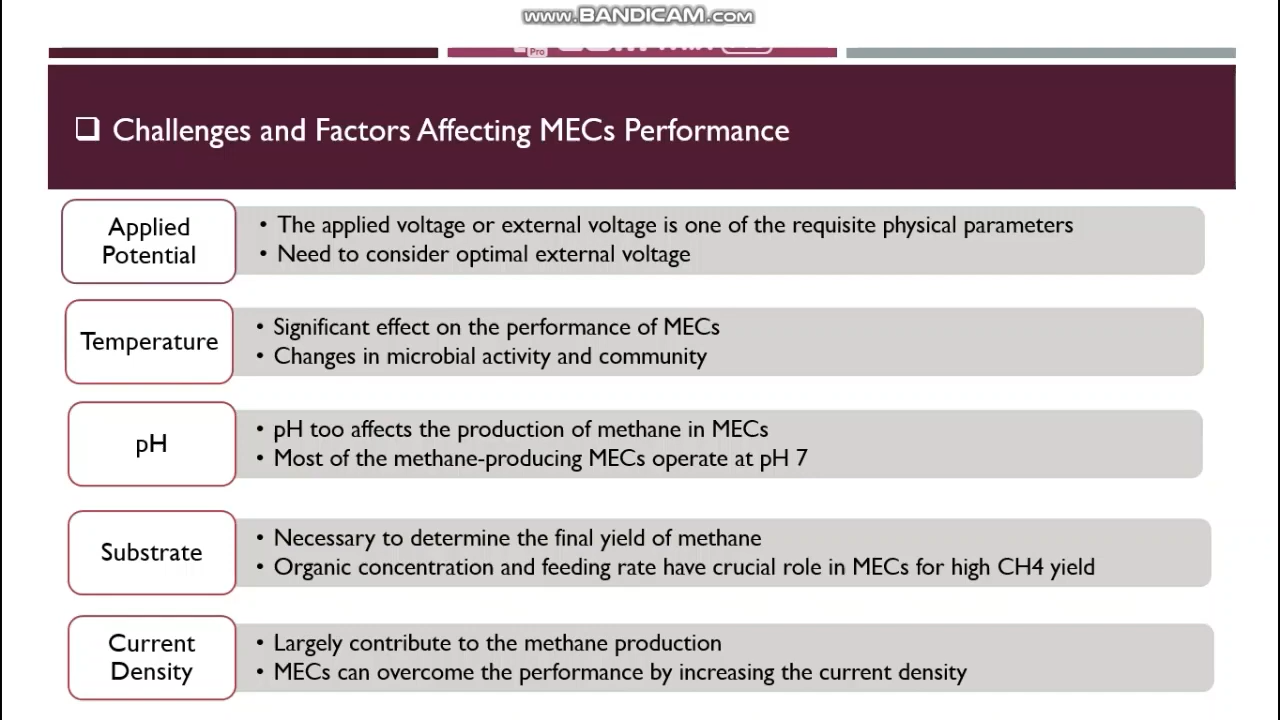 www.BANDICAM.com
Pro
❑ Challenges and Factors Affecting MECs Performance
Applied
Potential
• The applied voltage or external voltage is one of the requisite physical parameters
• Need to consider optimal external voltage
Temperature
• Significant effect on the performance of MECs
• Changes in microbial activity and community
pH
• pH too affects the production of methane in MECs
• Most of the methane-producing MECs operate at pH 7
Substrate
• Necessary to determine the final yield of methane
• Organic concentration and feeding rate have crucial role in MECs for high CH4 yield
Current
Density
• Largely contribute to the methane production
• MECs can overcome the performance by increasing the current density